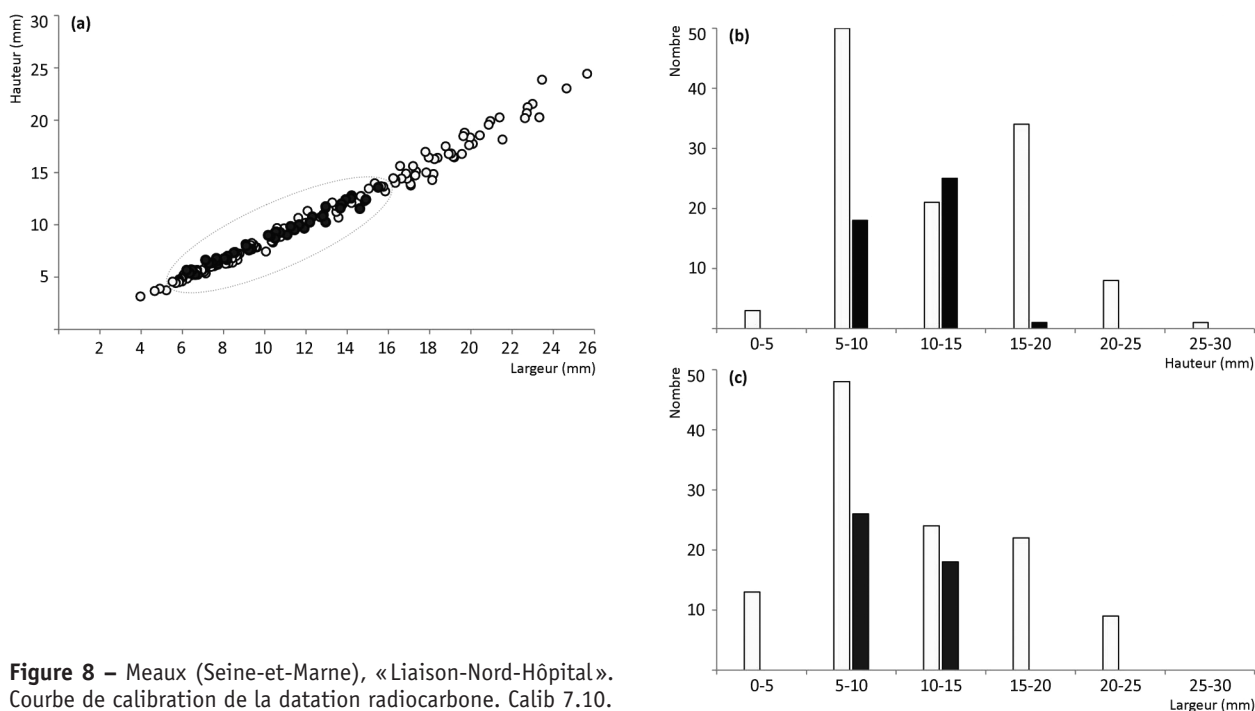 (a)
Hauteur (mm)
30
25
20
15
10
5
2 4 6 8 10 12 14 16 18 20 22 24 26
Largeur (mm)
(b)
Nombre
50
40
30
20
10
0-5 5-10 10-15 15-20 20-25 25-30
Hauteur (mm)
(c)
Nombre
50
40
30
20
10
0-5 5-10 10-15 15-20 20-25 25-30
Largeur (mm)
Figure 8 – Meaux (Seine-et-Marne), « Liaison-Nord-Hôpital ».
Courbe de calibration de la datation radiocarbone. Calib 7.10.